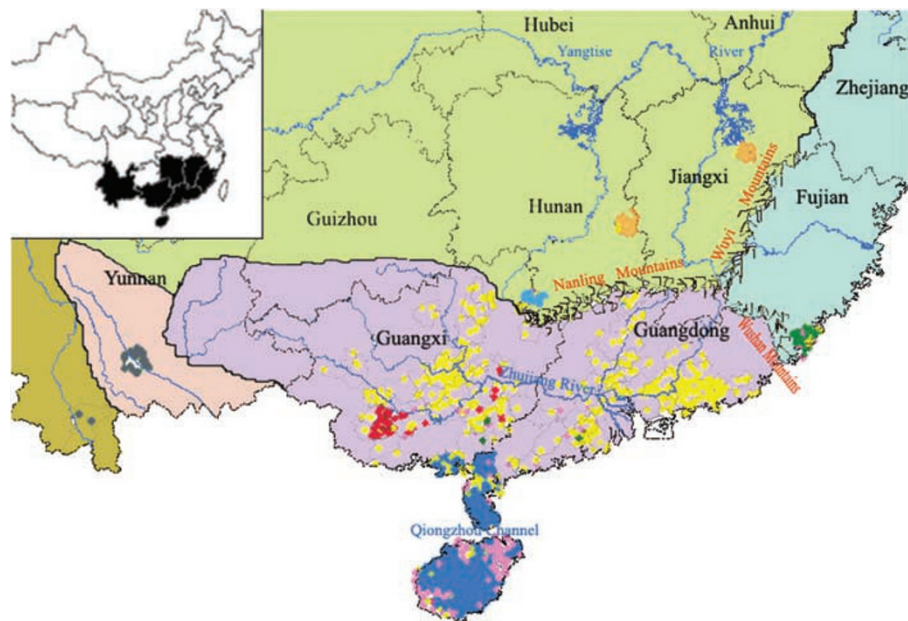 Hubei
Anhui
Yangtise River
Zhejiang
Jiangxi
Wuyi Mountains
Hunan
Fujian
Guizhou
Nanling Mountains
Yunnan
Guangxi
Guangdong
Mountains
Zhujiang River
Qiongzhou Channel